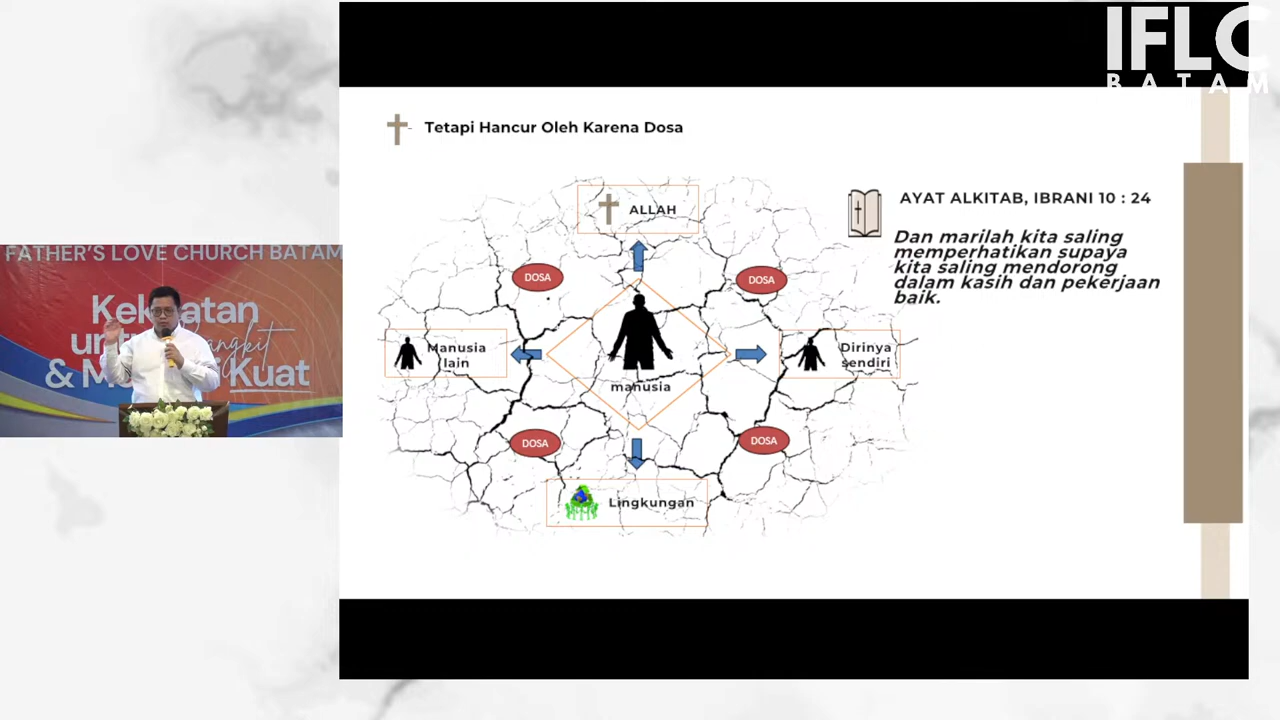 IFLC
BATAM
Tetapi Hancur Oleh Karena Dosa
ALLAH
AYAT ALKITAB, IBRANI 10 : 24
Dan marilah kita saling
memperhatikan supaya
kita saling mendorong
dalam kasih dan pekerjaan
baik.
DOSA
DOSA
Manusia
lain
manusia
Dirinya
sendiri
DOSA
DOSA
Lingkungan
FATHER'S LOVE CHURCH BATAM
Kuat